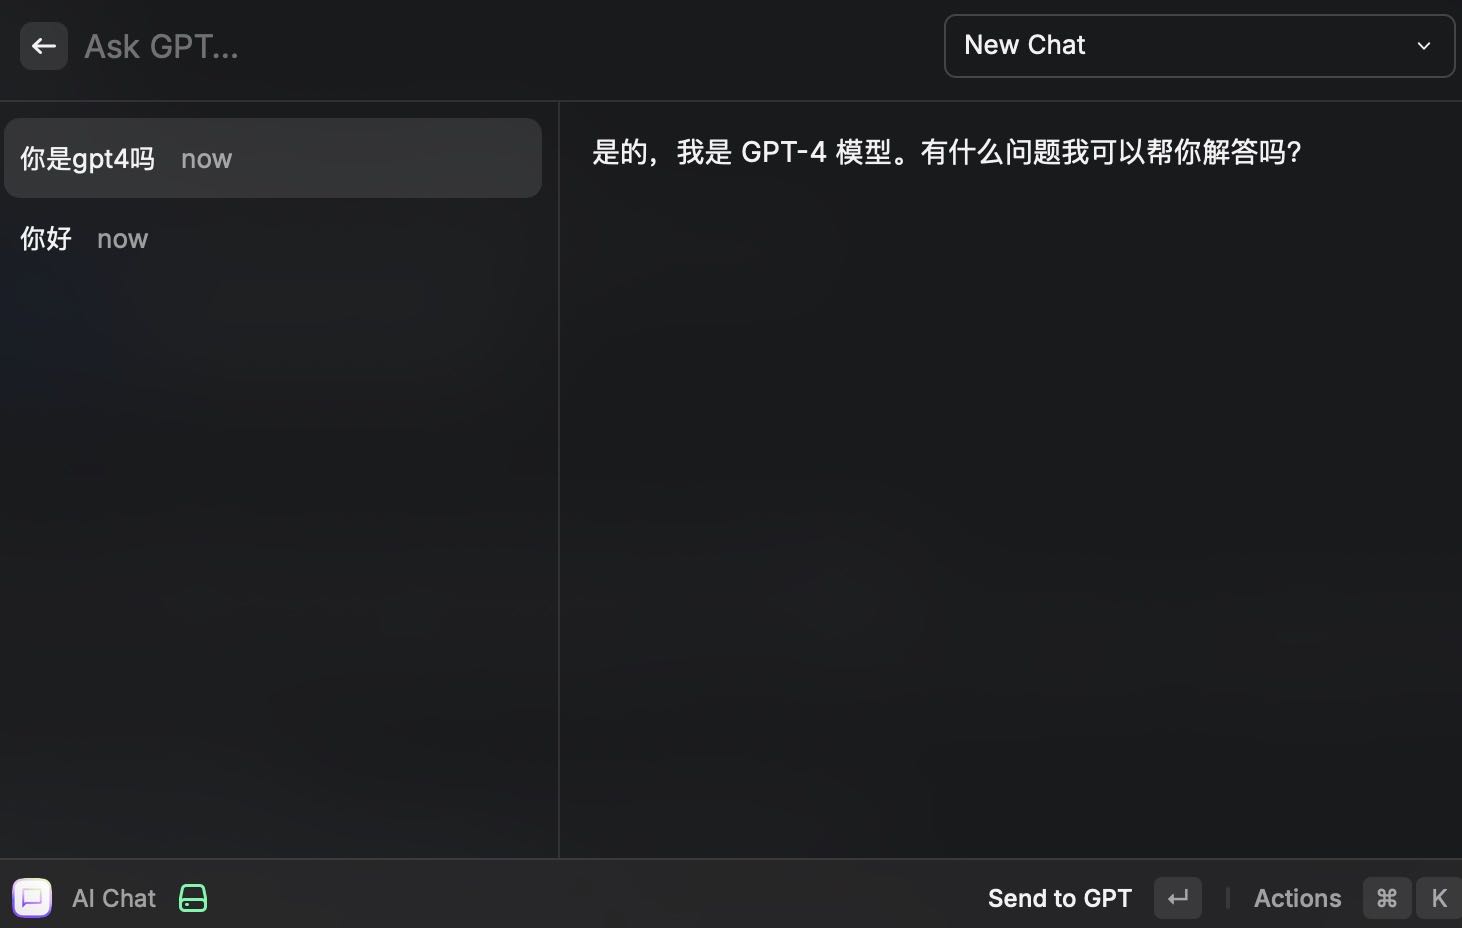 Ask GPT...
New Chat
你是gpt4吗 now
你好 now
是的，我是 GPT-4 模型。有什么问题我可以帮你解答吗？
AI Chat
Send to GPT ↵ | Actions ⌘ K